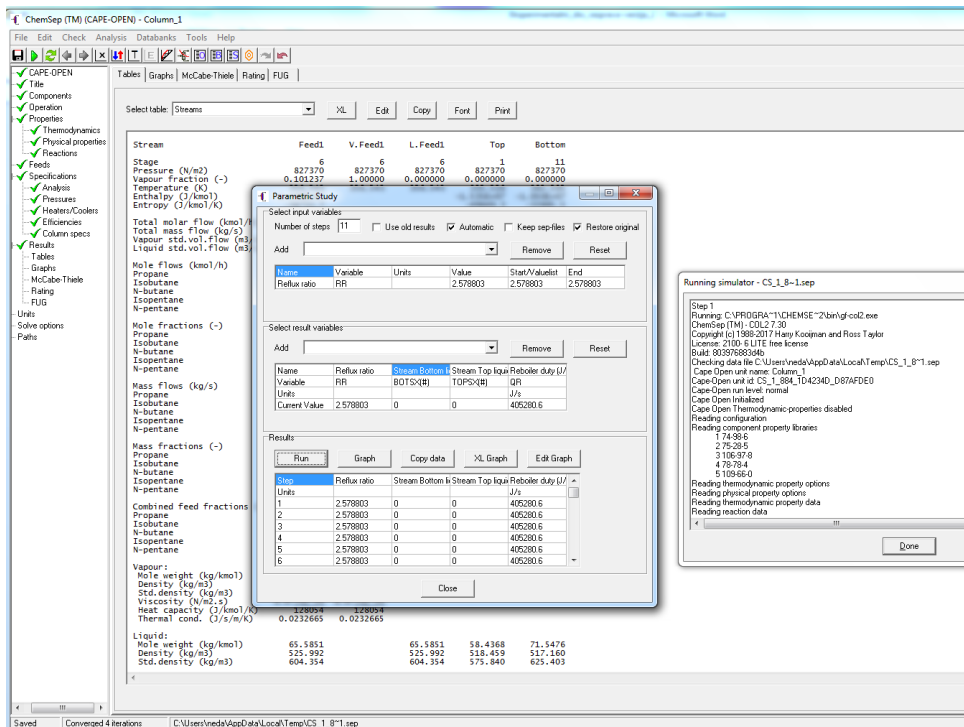 ChemSep (TM) (CAPE-OPEN) - Column_1
File Edit Check Analysis Databanks Tools Help
CAPE-OPEN
Title
Components
Operation
Properties
Thermodynamics
Physical properties
Reactions
Feeds
Specifications
Analysis
Pressures
Heaters/Coolers
Efficiencies
Column specs
Results
Tables
Graphs
McCabe-Thiele
Rating
FUG
Units
Solve options
Paths
Tables Graphs McCabe-Thiele Rating FUG
Select table: Streams XL Edit Copy Font Print
Stream Feed1 V.Feed1 L.Feed1 Top Bottom
Stage 6 6 6 1 11
Pressure (N/m2) 827370 827370 827370 827370 827370
Vapour fraction (-) 0.101237 1.00000 0.000000 0.000000 0.000000
Temperature (K)
Enthalpy (J/kmol)
Entropy (J/kmol/K)
Total molar flow (kmol/h
Total mass flow (kg/s)
Vapour std.vol.flow (m3/
Liquid std.vol.flow (m3/
Mole flows (kmol/h)
Propane
Isobutane
N-butane
Isopentane
N-pentane
Mole fractions (-)
Propane
Isobutane
N-butane
Isopentane
N-pentane
Mass flows (kg/s)
Propane
Isobutane
N-butane
Isopentane
N-pentane
Mass fractions (-)
Propane
Isobutane
N-butane
Isopentane
N-pentane
Combined feed fractions
Propane
Isobutane
N-butane
Isopentane
N-pentane
Vapour:
Mole weight (kg/kmol)
Density (kg/m3)
Std.density (kg/m3)
Viscosity (N/m2.s)
Heat capacity (J/kmol/K) 128054 128054
Thermal cond. (J/s/m/K) 0.0232665 0.0232665
Liquid:
Mole weight (kg/kmol) 65.5851 65.5851 58.4368 71.5476
Density (kg/m3) 525.992 525.992 518.459 517.160
Std.density (kg/m3) 604.354 604.354 575.840 625.403
Parametric Study
Select input variables
Number of steps 11 Use old results Automatic Keep sep-files Restore original
Add Remove Reset
Name Variable Units Value Start/Valuelist End
Reflux ratio RR 2.578803 2.578803 2.578803
Select result variables
Add Remove Reset
Name Reflux ratio Stream Bottom li Stream Top liqui Reboiler duty (J/
Variable RR BOTSX(#) TOPSX(#) QR
Units J/s
Current Value 2.578803 0 0 405280.6
Results
Run Graph Copy data XL Graph Edit Graph
Step Reflux ratio Stream Bottom li Stream Top liqui Reboiler duty (J/
Units J/s
1 2.578803 0 0 405280.6
2 2.578803 0 0 405280.6
3 2.578803 0 0 405280.6
4 2.578803 0 0 405280.6
5 2.578803 0 0 405280.6
6 2.578803 0 0 405280.6
Close
Running simulator - CS_1_8~1.sep
Step 1
Running: C:\PROGRA~1\CHEMSE~2\bin\gf-col2.exe
ChemSep (TM) - COL2 7.30
Copyright (c) 1988-2017 Harry Kooijman and Ross Taylor
License: 2100- 6 LITE free license
Build: 803976883d4b
Checking data file C:\Users\neda\AppData\Local\Temp\CS_1_8~1.sep
Cape Open unit name: Column_1
Cape-Open unit id: CS_1_884_1D4234D_D87AFDE0
Cape-Open run level: normal
Cape Open Initialized
Cape Open Thermodynamic-properties disabled
Reading configuration
Reading component property libraries
1 74-98-6
2 75-28-5
3 106-97-8
4 78-78-4
5 109-66-0
Reading thermodynamic property options
Reading physical property options
Reading thermodynamic property data
Reading reaction data
Done
Saved Converged 4 iterations C:\Users\neda\AppData\Local\Temp\CS_1_8~1.sep